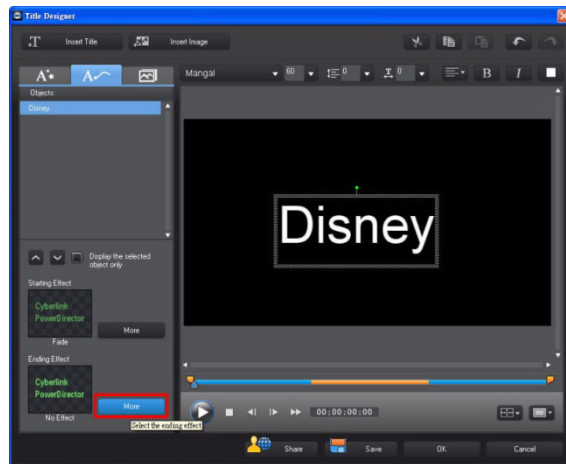 Title Designer
Insert Title
Insert Image
Mangal
60
0
0
B
I
Objects:
Disney
Disney
Display the selected
object only
Starting Effect
Cyberlink
PowerDirector
More
Fade
Ending Effect
Cyberlink
PowerDirector
More
No Effect
Select the ending effect
00:00:00:00
Share
Save
OK
Cancel